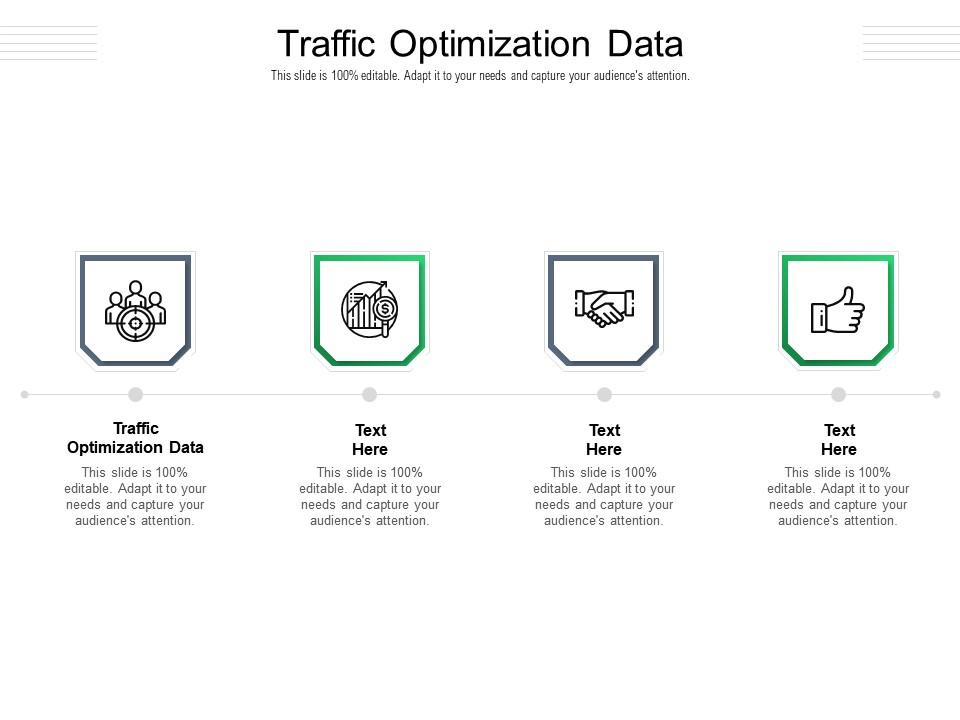 Traffic Optimization Data
This slide is 100% editable. Adapt it to your needs and capture your audience's attention.
Traffic
Optimization Data
This slide is 100%
editable. Adapt it to your
needs and capture your
audience's attention.
Text
Here
This slide is 100%
editable. Adapt it to your
needs and capture your
audience's attention.
Text
Here
This slide is 100%
editable. Adapt it to your
needs and capture your
audience's attention.
Text
Here
This slide is 100%
editable. Adapt it to your
needs and capture your
audience's attention.